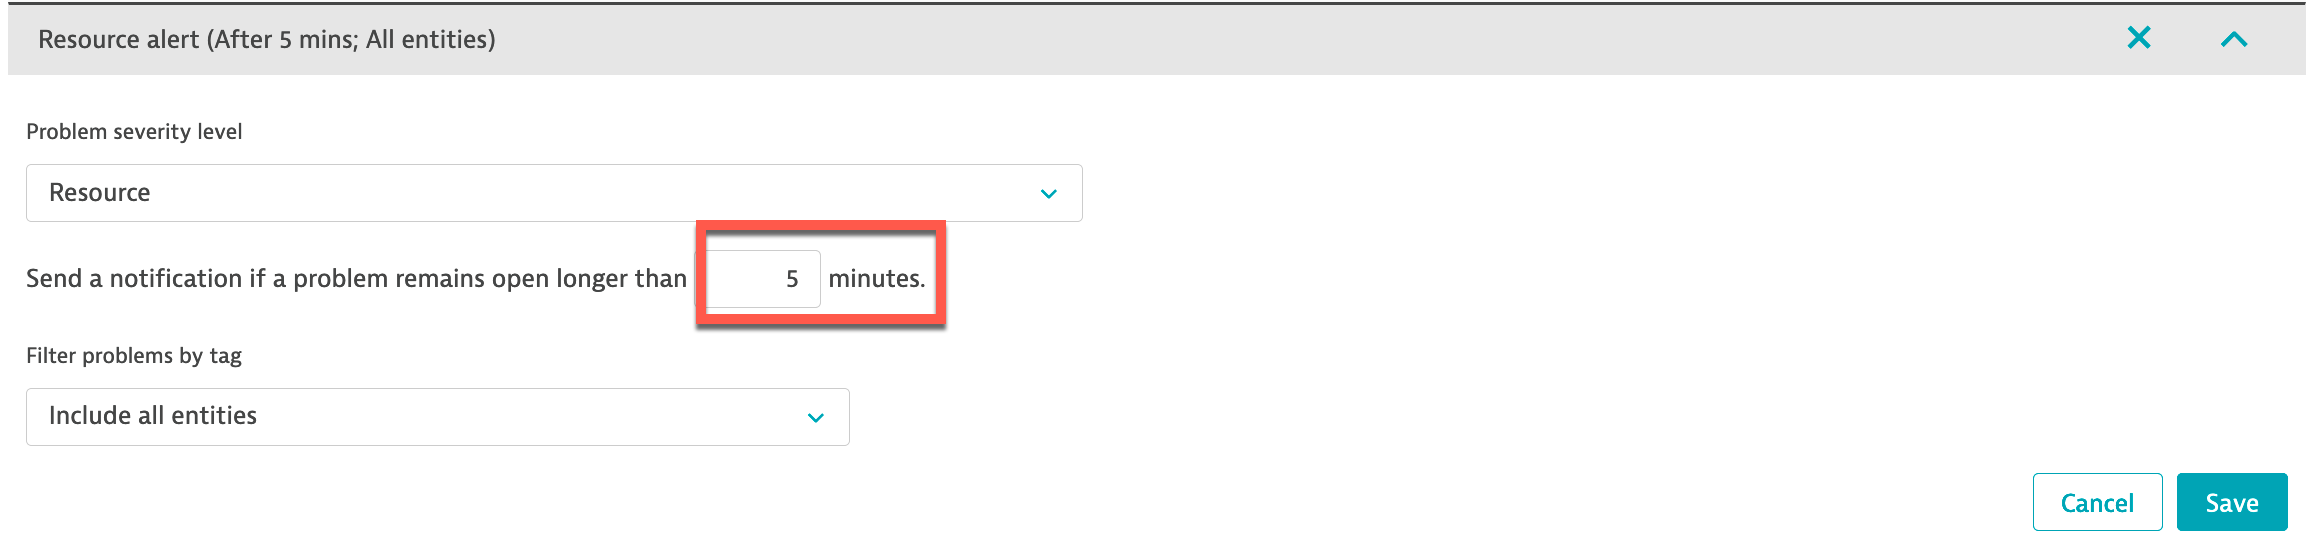 Resource alert (After 5 mins; All entities)
Problem severity level
Resource
Send a notification if a problem remains open longer than 5 minutes.
Filter problems by tag
Include all entities
Cancel Save